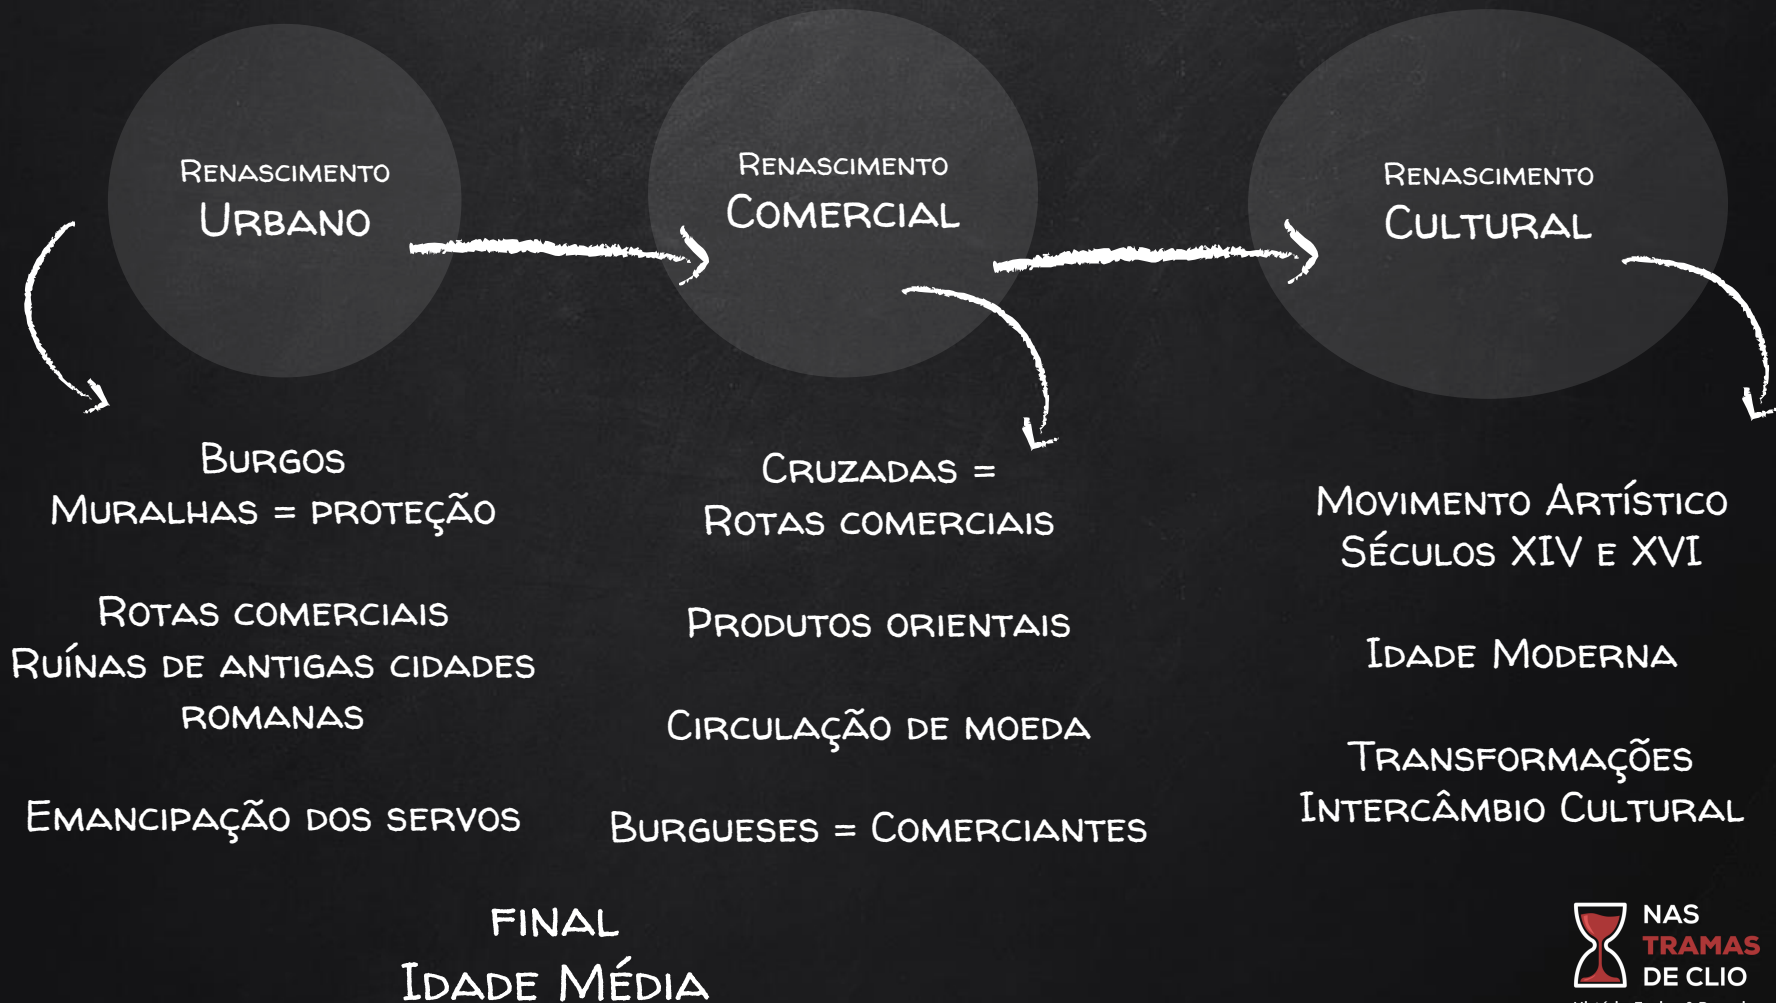 Renascimento
Urbano
Burgos
Muralhas = proteção
Rotas comerciais
Ruínas de antigas cidades
romanas
Emancipação dos servos
Renascimento
Comercial
Cruzadas =
Rotas comerciais
Produtos orientais
Circulação de moeda
Burgueses = Comerciantes
final
Idade Média
Renascimento
Cultural
Movimento Artístico
Séculos XIV e XVI
Idade Moderna
Transformações
Intercâmbio Cultural
NAS
TRAMAS
DE CLIO